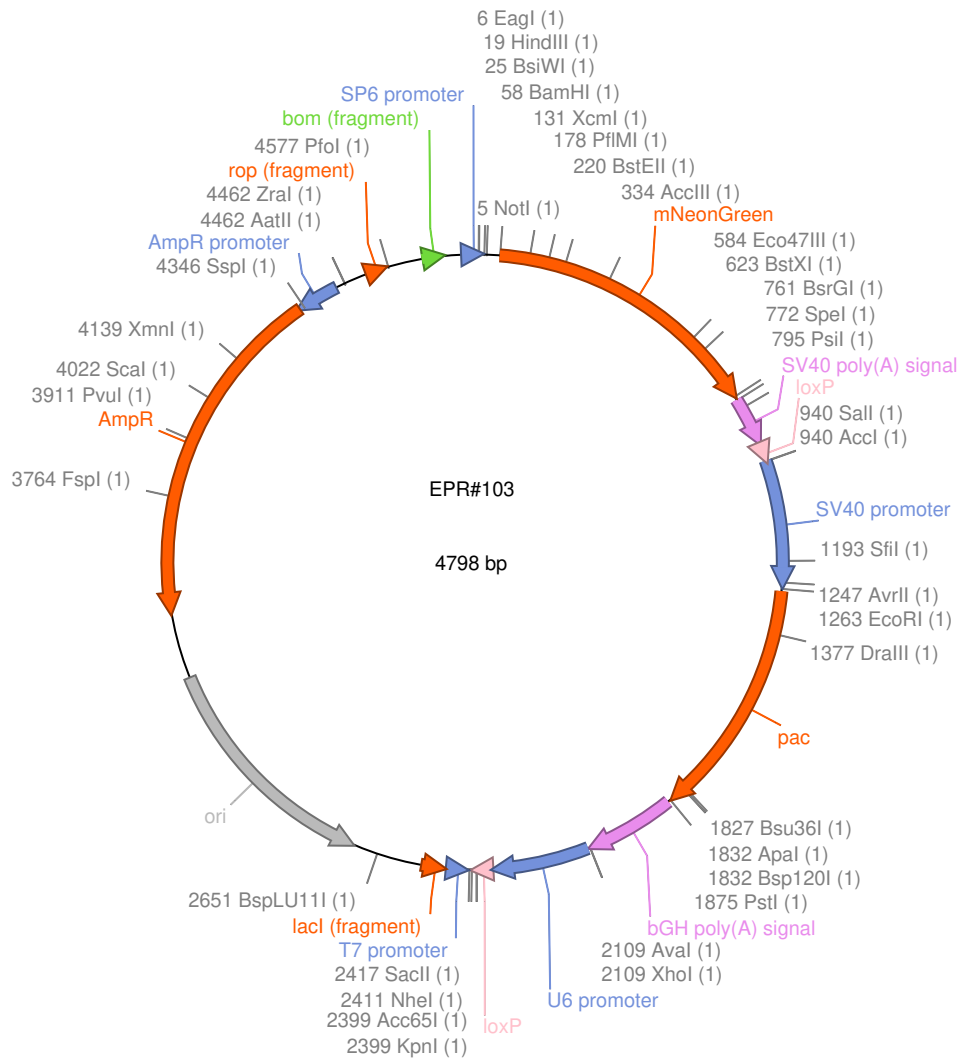 6 EagI (1)
19 HindIII (1)
25 BsiWI (1)
58 BamHI (1)
131 XcmI (1)
178 PflMI (1)
220 BstEII (1)
334 AccIII (1)
mNeonGreen
584 Eco47III (1)
623 BstXI (1)
761 BsrGI (1)
772 SpeI (1)
795 PsiI (1)
SV40 poly(A) signal
loxP
940 SalI (1)
940 AccI (1)
SV40 promoter
1193 SfiI (1)
1247 AvrII (1)
1263 EcoRI (1)
1377 DraIII (1)
pac
1827 Bsu36I (1)
1832 ApaI (1)
1832 Bsp120I (1)
1875 PstI (1)
bGH poly(A) signal
2109 AvaI (1)
2109 XhoI (1)
U6 promoter
loxP
2399 KpnI (1)
2399 Acc65I (1)
2411 NheI (1)
2417 SacII (1)
T7 promoter
lacI (fragment)
2651 BspLU11I (1)
ori
3764 FspI (1)
AmpR
3911 PvuI (1)
4022 ScaI (1)
4139 XmnI (1)
4346 SspI (1)
AmpR promoter
4462 AatII (1)
4462 ZraI (1)
rop (fragment)
4577 PfoI (1)
bom (fragment)
SP6 promoter
5 NotI (1)
EPR#103
4798 bp